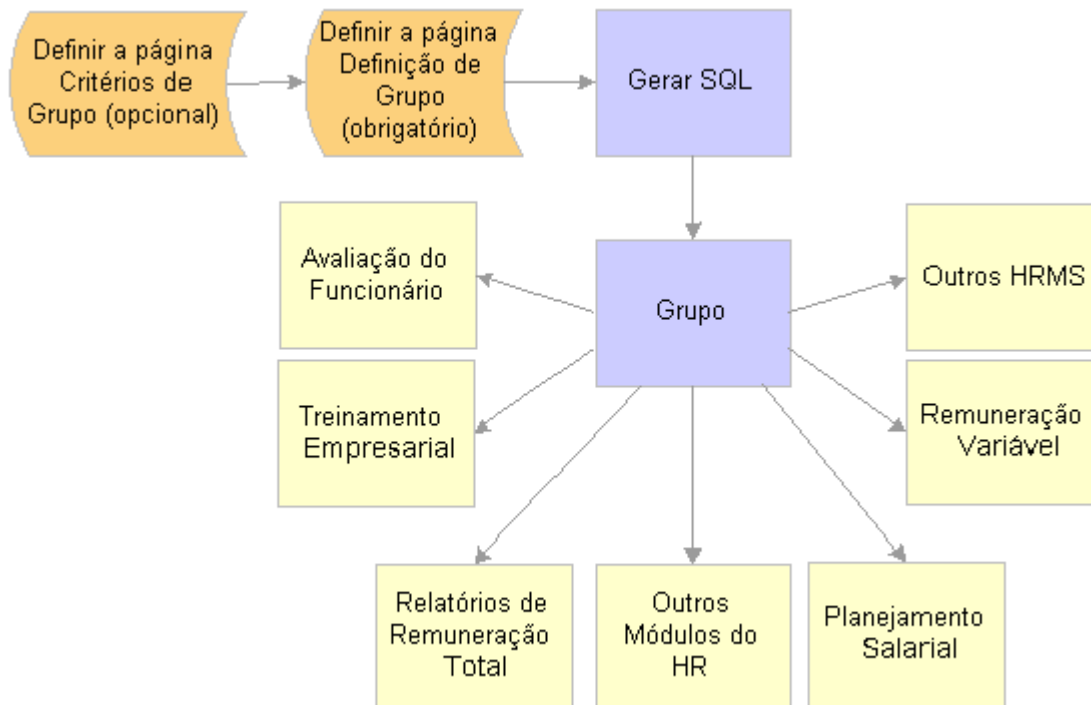 Definir a página
Critérios de
Grupo (opcional)
Definir a página
Definição de
Grupo
(obrigatório)
Gerar SQL
Avaliação do
Funcionário
Grupo
Outros HRMS
Treinamento
Empresarial
Remuneração
Variável
Relatórios de
Remuneração
Total
Outros
Módulos do
HR
Planejamento
Salarial